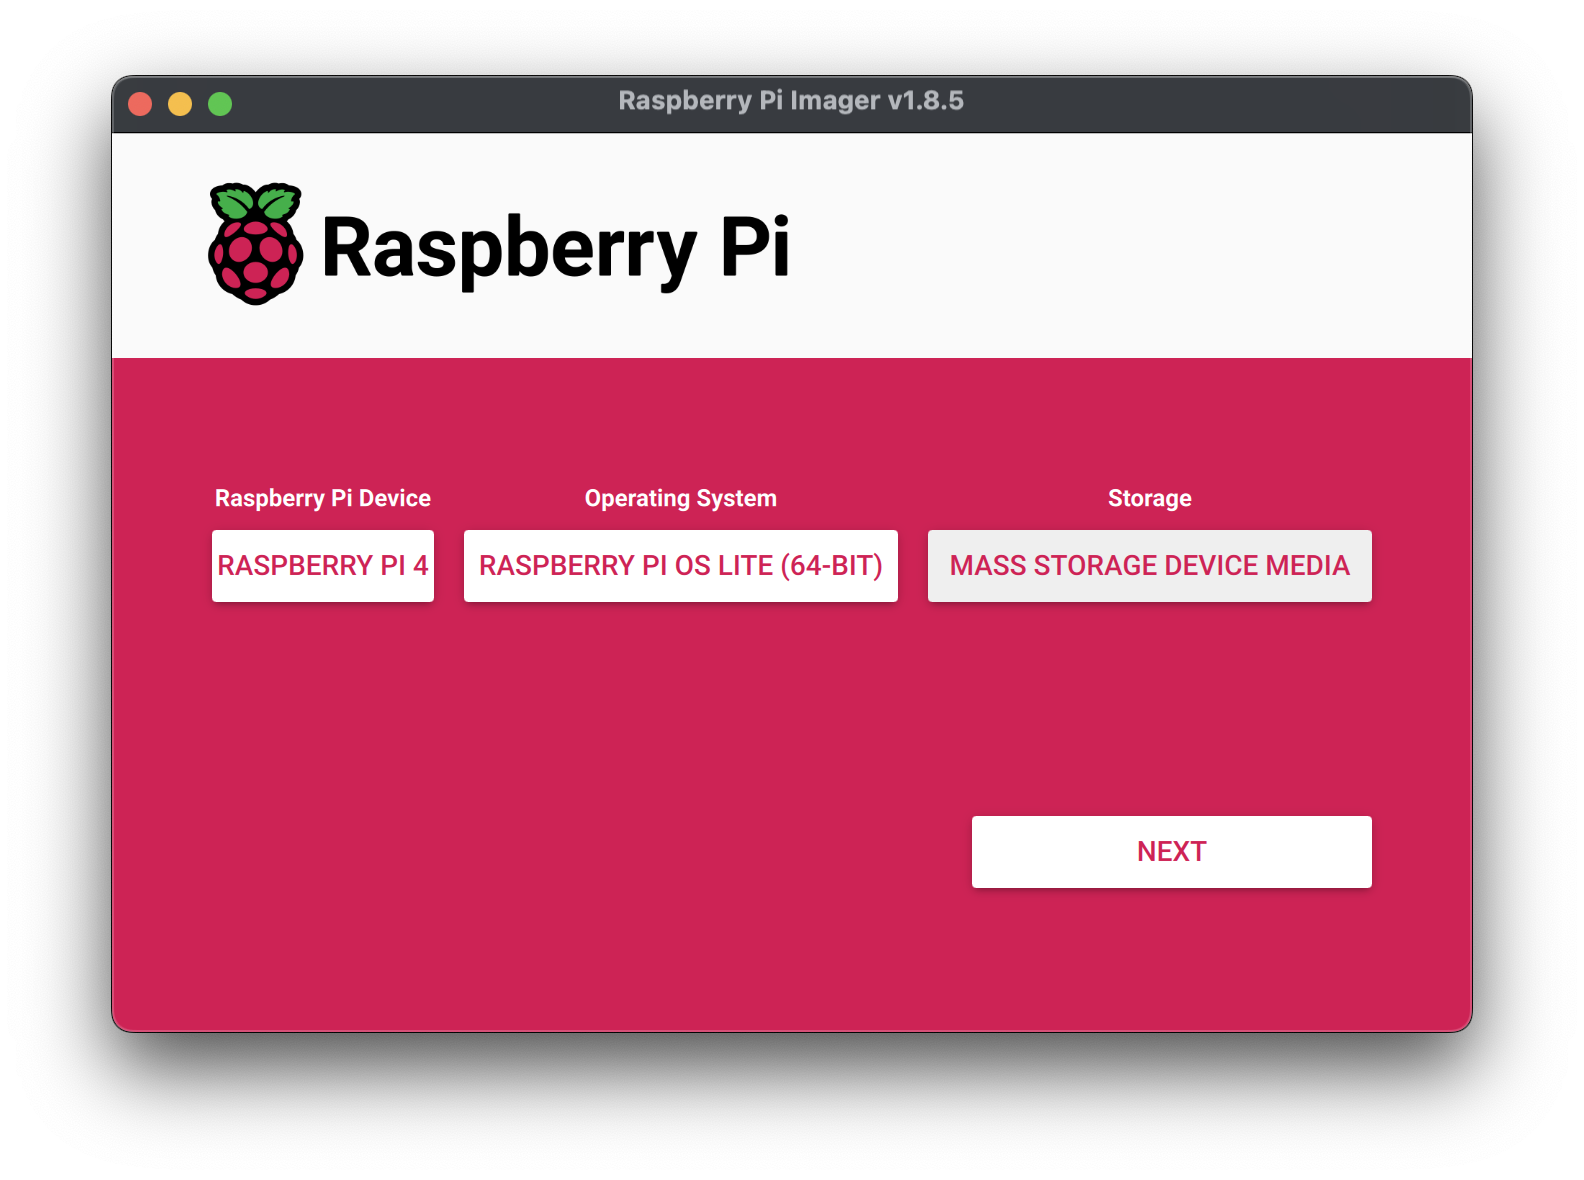 Raspberry Pi Imager v1.8.5
Raspberry Pi
Raspberry Pi Device
Operating System
Storage
RASPBERRY PI 4
RASPBERRY PI OS LITE (64-BIT)
MASS STORAGE DEVICE MEDIA
NEXT